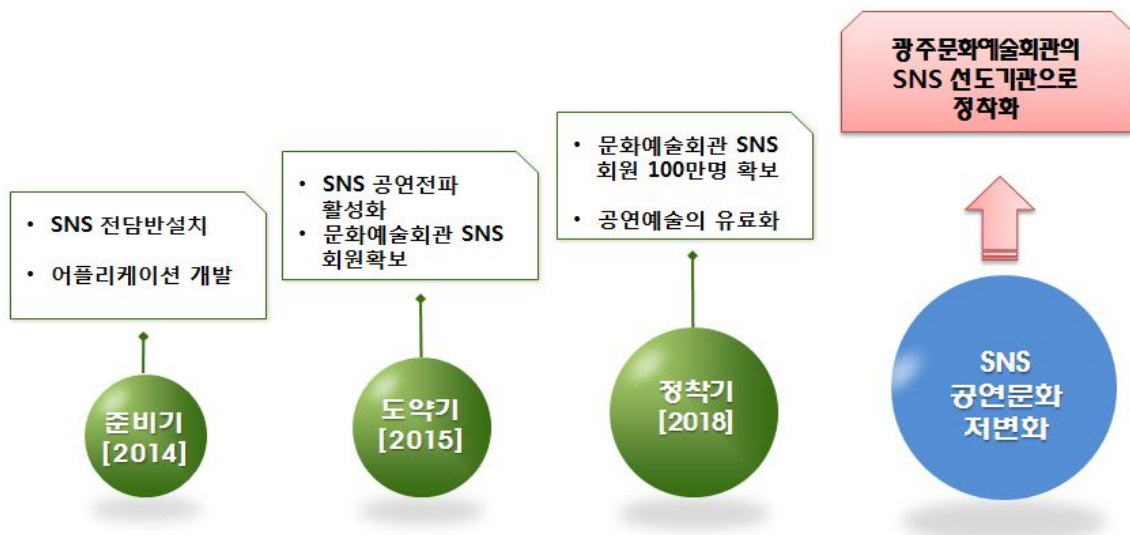 광주문화예술회관의
SNS 선도기관으로
정착화
• 문화예술회관 SNS
회원 100만명 확보
• 공연예술의 유료화
• SNS 공연전파
활성화
• 문화예술회관 SNS
회원확보
• SNS 전담반설치
• 어플리케이션 개발
준비기
[2014]
도약기
[2015]
정착기
[2018]
SNS
공연문화
저변화